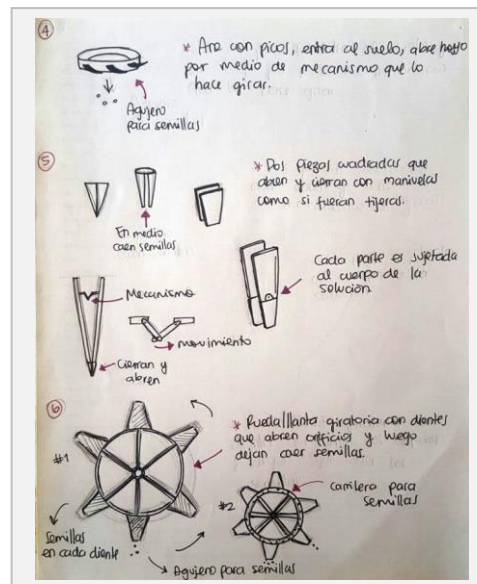 4
* Aro con picos, entra al suelo, abre hoyo
por medio de mecanismo que lo
hace girar.
Agujero
para semillas
5
* Dos piezas cuadradas que
abren y cierran con manivelas
como si fueran tijeras.
En medio
caen semillas
Cada parte es sujetada
al cuerpo de la
solución.
Mecanismo
movimiento
Cierran y
abren
6
* Rueda/llanta giratoria con dientes
que abren orificios y luego
dejan caer semillas.
#1
#2
Carrilera para
semillas
Semillas
en cada diente
Agujero para semillas